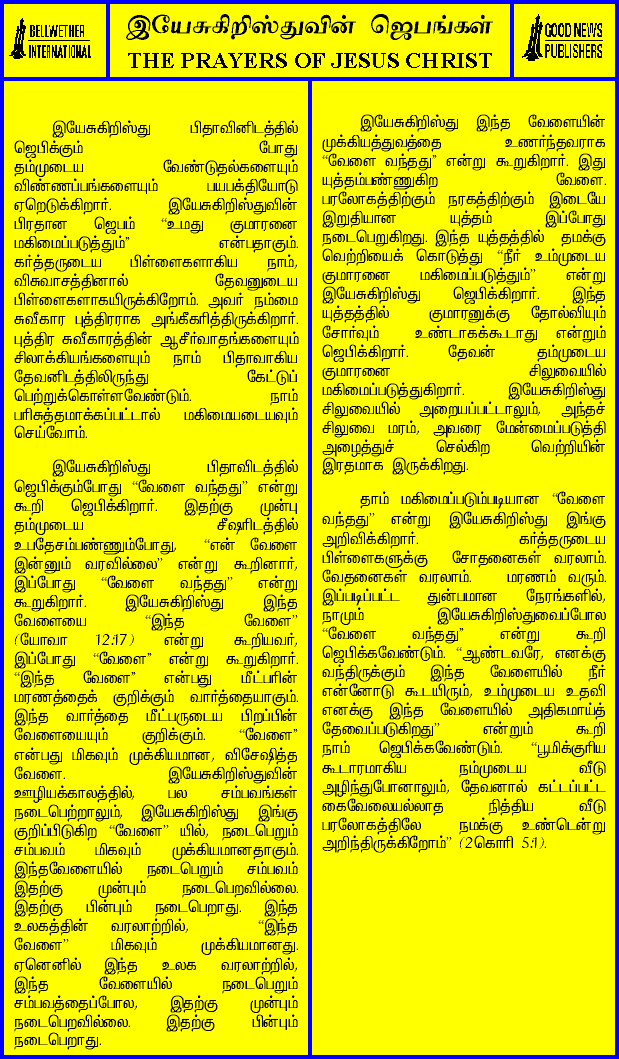 BELLWETHER
INTERNATIONAL
இயேசுகிறிஸ்துவின் ஜெபங்கள்
THE PRAYERS OF JESUS CHRIST
GOOD NEWS
PUBLISHERS
இயேசுகிறிஸ்து பிதாவினிடத்தில்
ஜெபிக்கும் போது
தம்முடைய வேண்டுதல்களையும்
விண்ணப்பங்களையும் பயபக்தியோடு
ஏறெடுக்கிறார். இயேசுகிறிஸ்துவின்
பிரதான ஜெபம் “உமது குமாரனை
மகிமைப்படுத்தும்” என்பதாகும்.
கர்த்தருடைய பிள்ளைகளாகிய நாம்,
விசுவாசத்தினால் தேவனுடைய
பிள்ளைகளாகயிருக்கிறோம். அவர் நம்மை
சுவீகார புத்திரராக அங்கீகரித்திருக்கிறார்.
புத்திர சுவீகாரத்தின் ஆசீர்வாதங்களையும்
சிலாக்கியங்களையும் நாம் பிதாவாகிய
தேவனிடத்திலிருந்து கேட்டுப்
பெற்றுக்கொள்ளவேண்டும். நாம்
பரிசுத்தமாக்கப்பட்டால் மகிமையடையவும்
செய்வோம்.
இயேசுகிறிஸ்து பிதாவிடத்தில்
ஜெபிக்கும்போது “வேளை வந்தது” என்று
கூறி ஜெபிக்கிறார். இதற்கு முன்பு
தம்முடைய சீஷரிடத்தில்
உபதேசம்பண்ணும்போது, “என் வேளை
இன்னும் வரவில்லை” என்று கூறினார்,
இப்போது “வேளை வந்தது” என்று
கூறுகிறார். இயேசுகிறிஸ்து இந்த
வேளையை “இந்த வேளை”
(யோவா 12:17) என்று கூறியவர்,
இப்போது “வேளை” என்று கூறுகிறார்.
“இந்த வேளை” என்பது மீட்பரின்
மரணத்தைக் குறிக்கும் வார்த்தையாகும்.
இந்த வார்த்தை மீட்பருடைய பிறப்பின்
வேளையையும் குறிக்கும். “வேளை”
என்பது மிகவும் முக்கியமான, விசேஷித்த
வேளை. இயேசுகிறிஸ்துவின்
ஊழியக்காலத்தில், பல சம்பவங்கள்
நடைபெற்றாலும், இயேசுகிறிஸ்து இங்கு
குறிப்பிடுகிற “வேளை” யில், நடைபெறும்
சம்பவம் மிகவும் முக்கியமானதாகும்.
இந்தவேளையில் நடைபெறும் சம்பவம்
இதற்கு முன்பும் நடைபெறவில்லை.
இதற்கு பின்பும் நடைபெறாது. இந்த
உலகத்தின் வரலாற்றில், “இந்த
வேளை” மிகவும் முக்கியமானது.
ஏனெனில் இந்த உலக வரலாற்றில்,
இந்த வேளையில் நடைபெறும்
சம்பவத்தைப்போல, இதற்கு முன்பும்
நடைபெறவில்லை. இதற்கு பின்பும்
நடைபெறாது.
இயேசுகிறிஸ்து இந்த வேளையின்
முக்கியத்துவத்தை உணர்ந்தவராக
“வேளை வந்தது” என்று கூறுகிறார். இது
யுத்தம்பண்ணுகிற வேளை.
பரலோகத்திற்கும் நரகத்திற்கும் இடையே
இறுதியான யுத்தம் இப்போது
நடைபெறுகிறது. இந்த யுத்தத்தில் தமக்கு
வெற்றியைக் கொடுத்து “நீர் உம்முடைய
குமாரனை மகிமைப்படுத்தும்” என்று
இயேசுகிறிஸ்து ஜெபிக்கிறார். இந்த
யுத்தத்தில் குமாரனுக்கு தோல்வியும்
சோர்வும் உண்டாகக்கூடாது என்றும்
ஜெபிக்கிறார். தேவன் தம்முடைய
குமாரனை சிலுவையில்
மகிமைப்படுத்துகிறார். இயேசுகிறிஸ்து
சிலுவையில் அறையப்பட்டாலும், அந்தச்
சிலுவை மரம், அவரை மேன்மைப்படுத்தி
அழைத்துச் செல்கிற வெற்றியின்
இரதமாக இருக்கிறது.
தாம் மகிமைப்படும்படியான “வேளை
வந்தது” என்று இயேசுகிறிஸ்து இங்கு
அறிவிக்கிறார். கர்த்தருடைய
பிள்ளைகளுக்கு சோதனைகள் வரலாம்.
வேதனைகள் வரலாம். மரணம் வரும்.
இப்படிப்பட்ட துன்பமான நேரங்களில்,
நாமும் இயேசுகிறிஸ்துவைப்போல
“வேளை வந்தது” என்று கூறி
ஜெபிக்கவேண்டும். “ஆண்டவரே, எனக்கு
வந்திருக்கும் இந்த வேளையில் நீர்
என்னோடு கூடயிரும், உம்முடைய உதவி
எனக்கு இந்த வேளையில் அதிகமாய்த்
தேவைப்படுகிறது” என்றும் கூறி
நாம் ஜெபிக்கவேண்டும். “பூமிக்குரிய
கூடாரமாகிய நம்முடைய வீடு
அழிந்துபோனாலும், தேவனால் கட்டப்பட்ட
கைவேலையல்லாத நித்திய வீடு
பரலோகத்திலே நமக்கு உண்டென்று
அறிந்திருக்கிறோம்” (2கொரி 5:1).